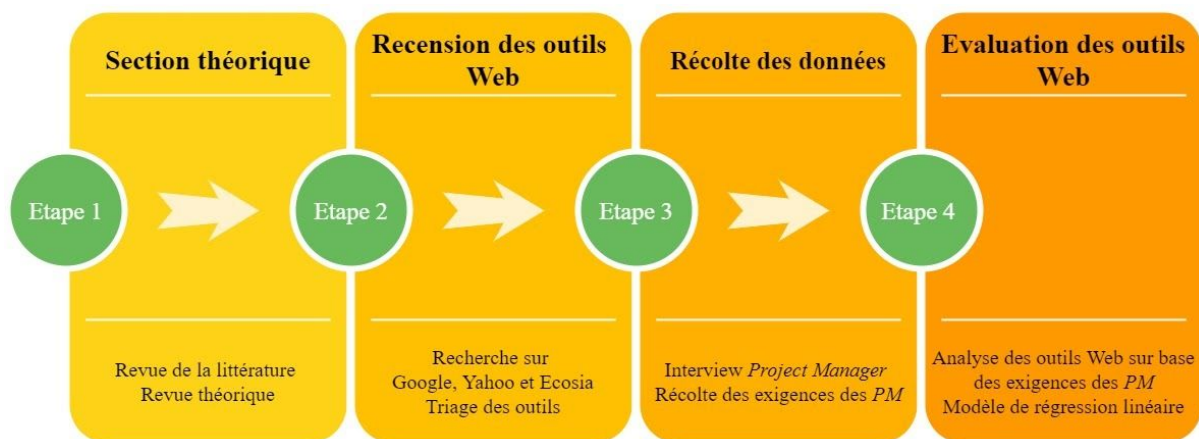 Section théorique
Etape 1
Revue de la littérature
Revue théorique
Recension des outils
Web
Etape 2
Recherche sur
Google, Yahoo et Ecosia
Triage des outils
Récolte des données
Etape 3
Interview Project Manager
Récolte des exigences des PM
Evaluation des outils
Web
Etape 4
Analyse des outils Web sur base
des exigences des PM
Modèle de régression linéaire